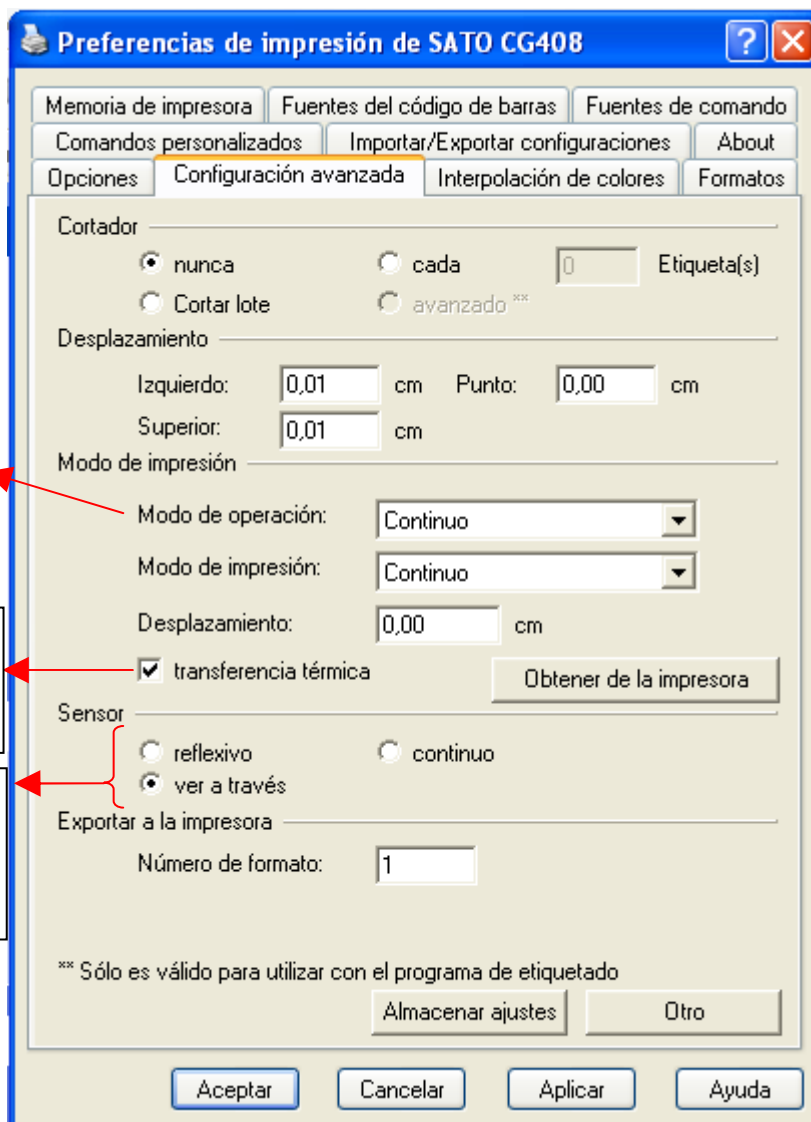 Preferencias de impresión de SATO CG408
Memoria de impresora Fuentes del código de barras Fuentes de comando
Comandos personalizados Importar/Exportar configuraciones About
Opciones Configuración avanzada Interpolación de colores Formatos
Cortador
nunca cada 0 Etiqueta(s)
Cortar lote avanzado **
Desplazamiento
Izquierdo: 0,01 cm Punto: 0,00 cm
Superior: 0,01 cm
Modo de impresión
Modo de operación: Continuo
Modo de impresión: Continuo
Desplazamiento: 0,00 cm
transferencia térmica Obtener de la impresora
Sensor
reflexivo continuo
ver a través
Exportar a la impresora
Número de formato: 1
** Sólo es válido para utilizar con el programa de etiquetado
Almacenar ajustes Otro
Aceptar Cancelar Aplicar Ayuda